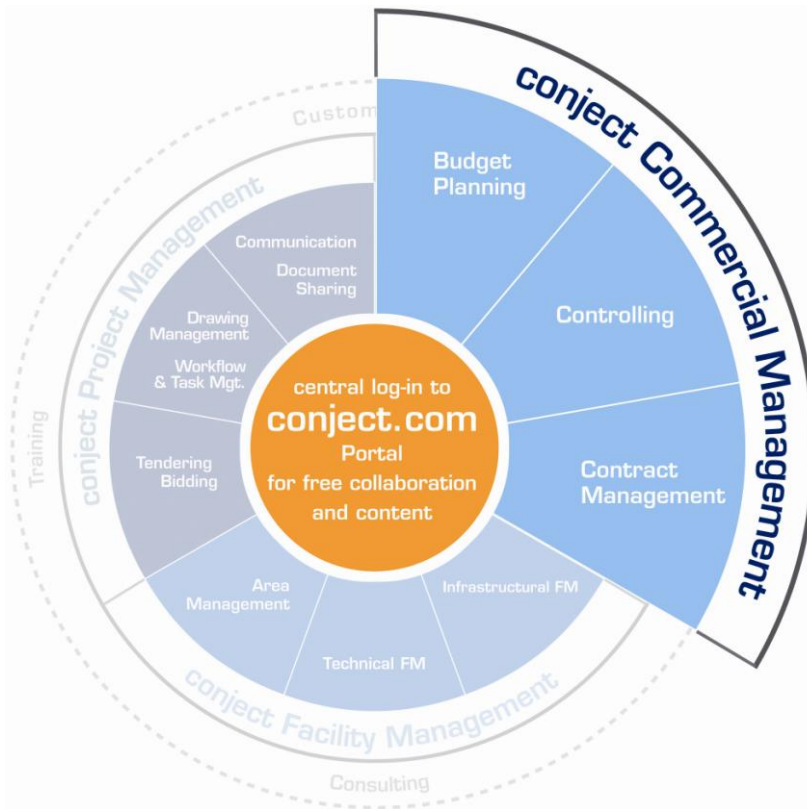 Custom
conject Commercial Management
Budget
Planning
Controlling
Contract
Management
conject Project Management
Communication
Document
Sharing
Drawing
Management
Workflow
& Task Mgt.
Tendering
Bidding
central log-in to
conject.com
Portal
for free collaboration
and content
Area
Management
Technical FM
Infrastructural FM
conject Facility Management
Training
Consulting